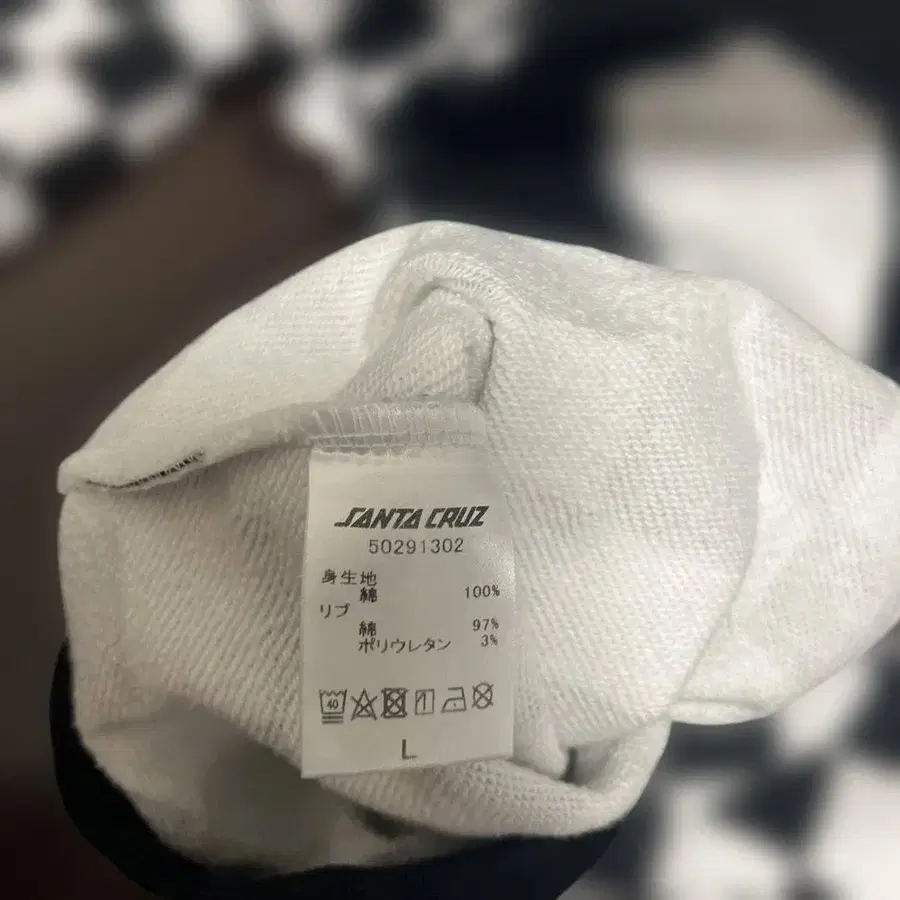 SANTA CRUZ
50291302
身生地
綿 100%
リブ
綿 97%
ポリウレタン 3%
40
L